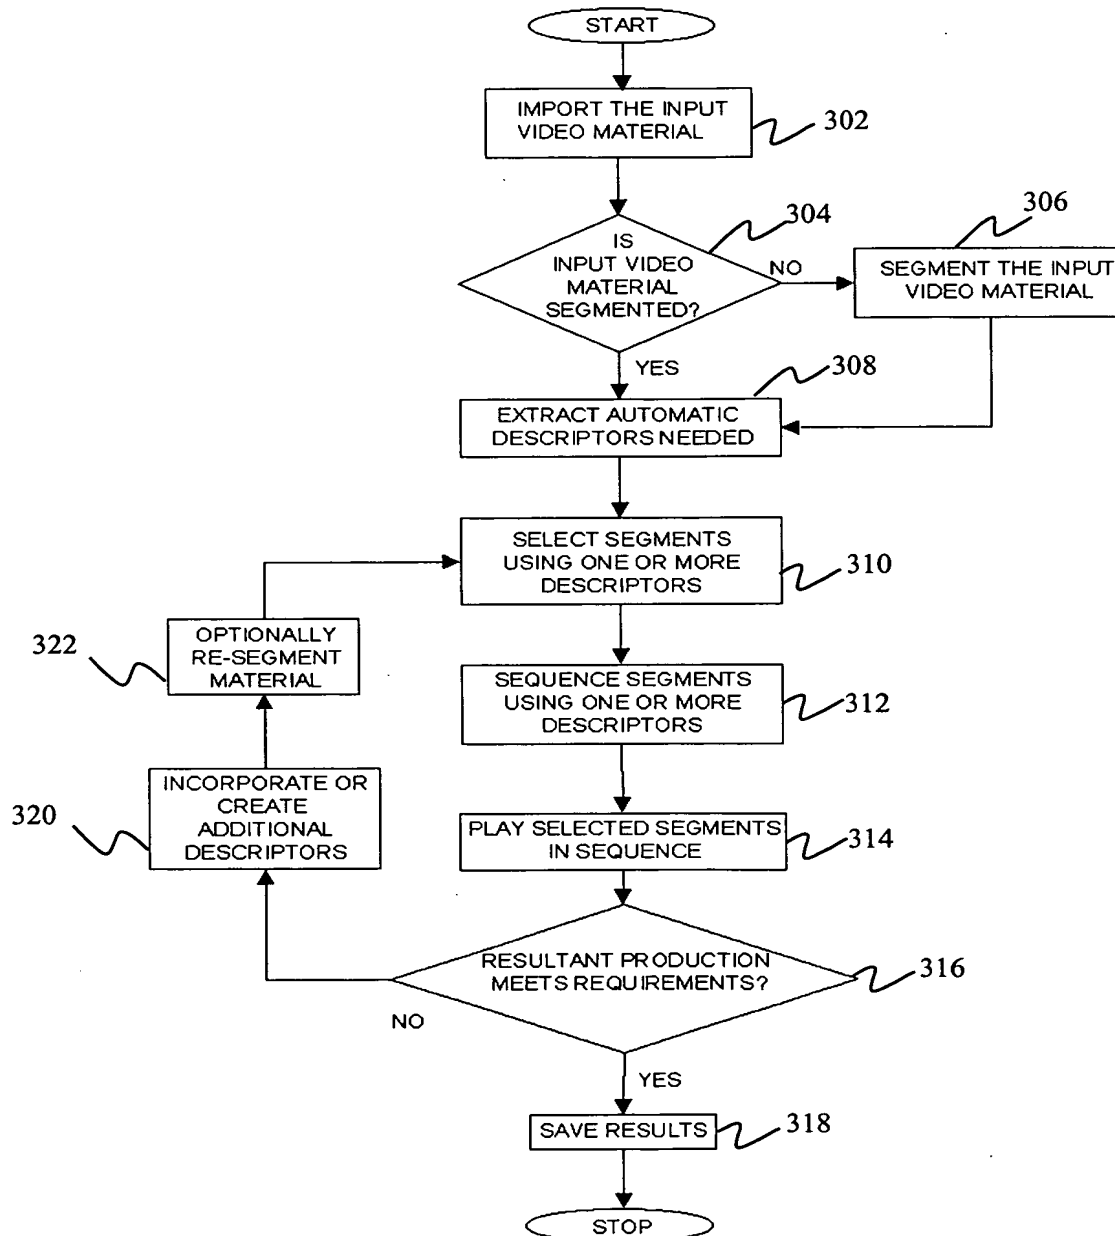 START
IMPORT THE INPUT
VIDEO MATERIAL
302
IS
INPUT VIDEO
MATERIAL
SEGMENTED?
304
NO
306
SEGMENT THE INPUT
VIDEO MATERIAL
YES
308
EXTRACT AUTOMATIC
DESCRIPTORS NEEDED
SELECT SEGMENTS
USING ONE OR MORE
DESCRIPTORS
310
322
OPTIONALLY
RE-SEGMENT
MATERIAL
SEQUENCE SEGMENTS
USING ONE OR MORE
DESCRIPTORS
312
320
INCORPORATE OR
CREATE
ADDITIONAL
DESCRIPTORS
PLAY SELECTED SEGMENTS
IN SEQUENCE
314
RESULTANT PRODUCTION
MEETS REQUIREMENTS?
316
NO
YES
SAVE RESULTS
318
STOP